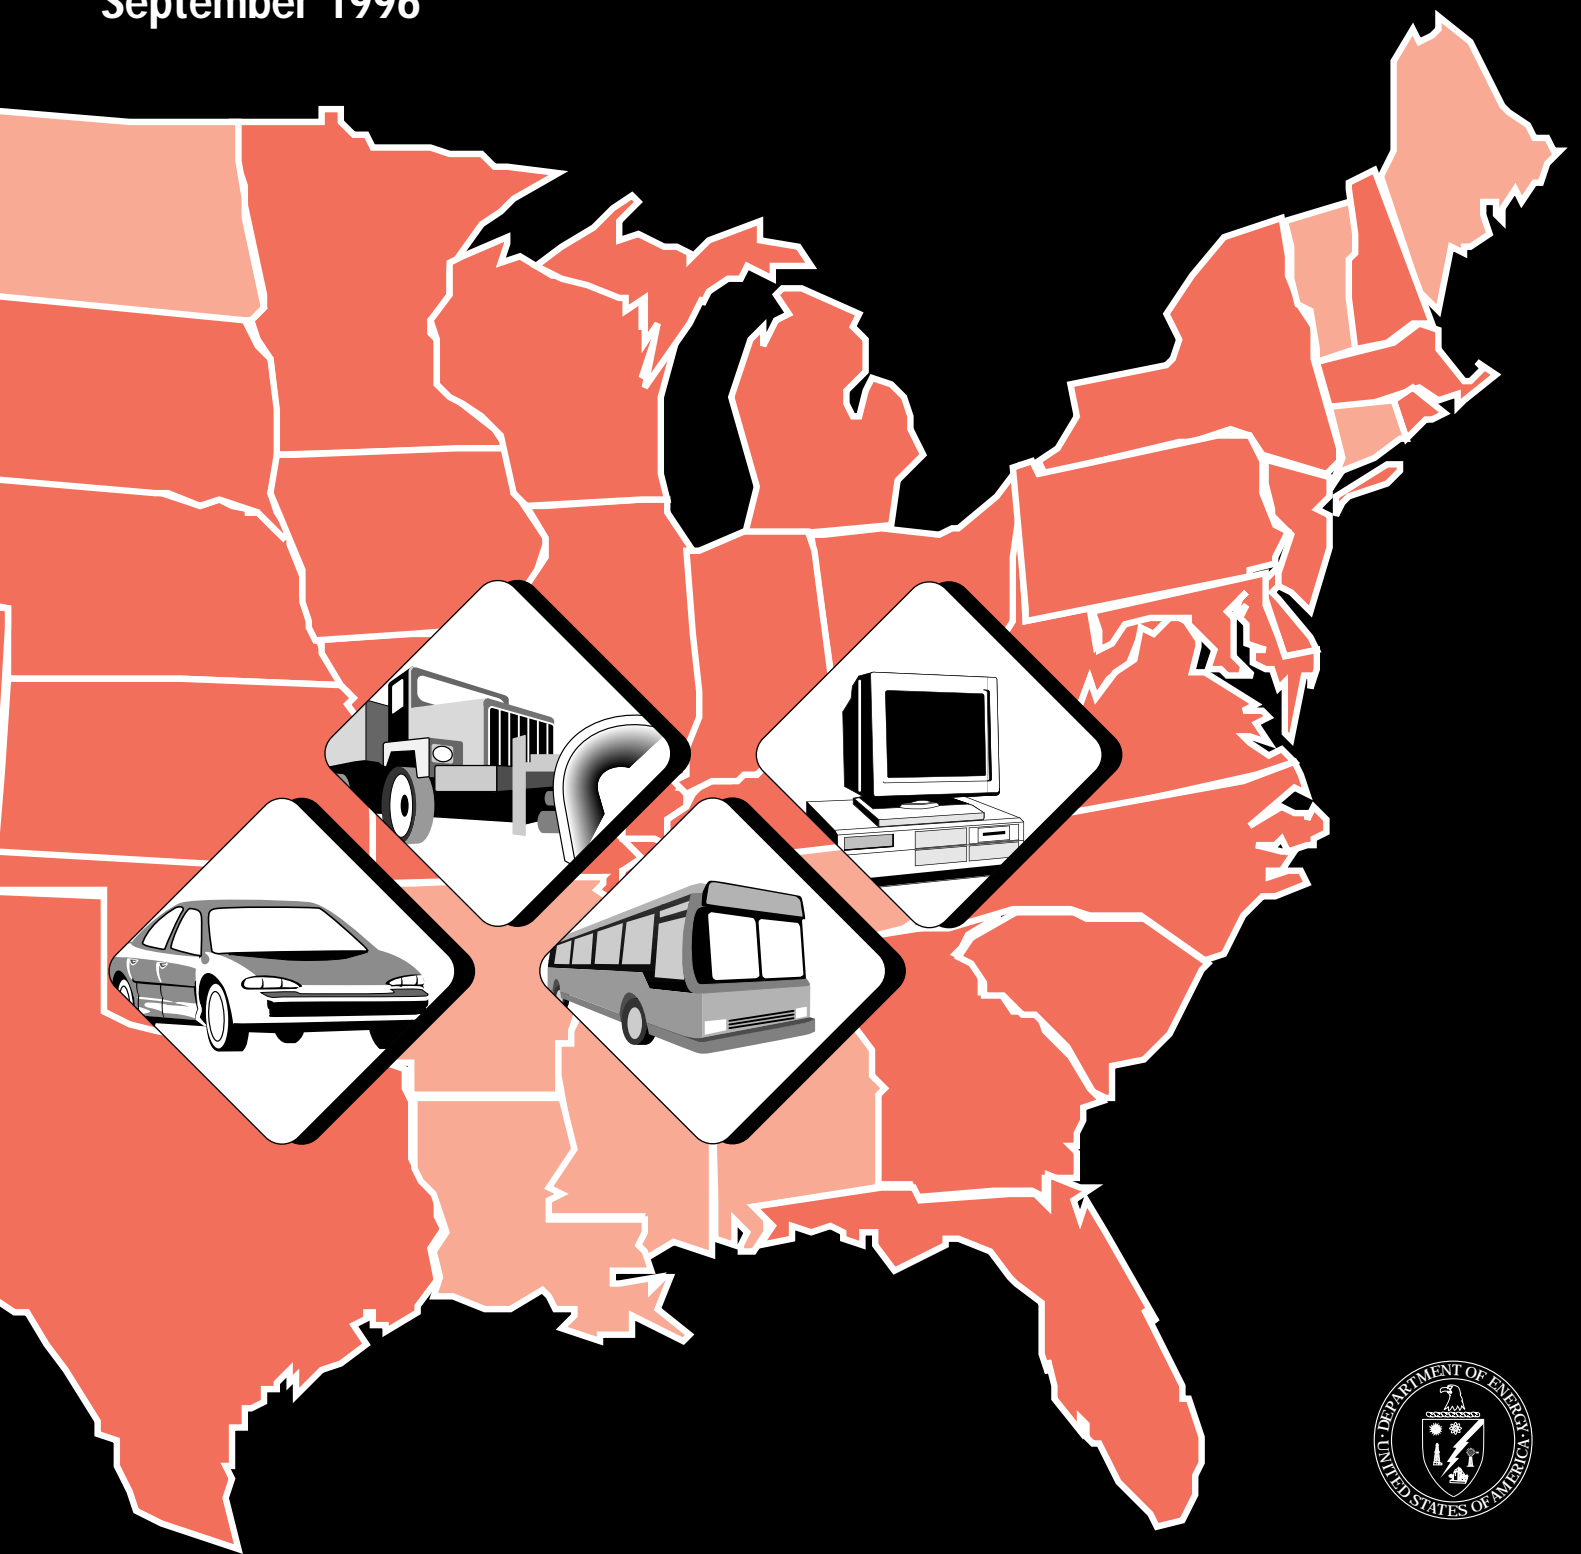 September 1996
· DEPARTMENT OF ENERGY ·
UNITED STATES OF AMERICA